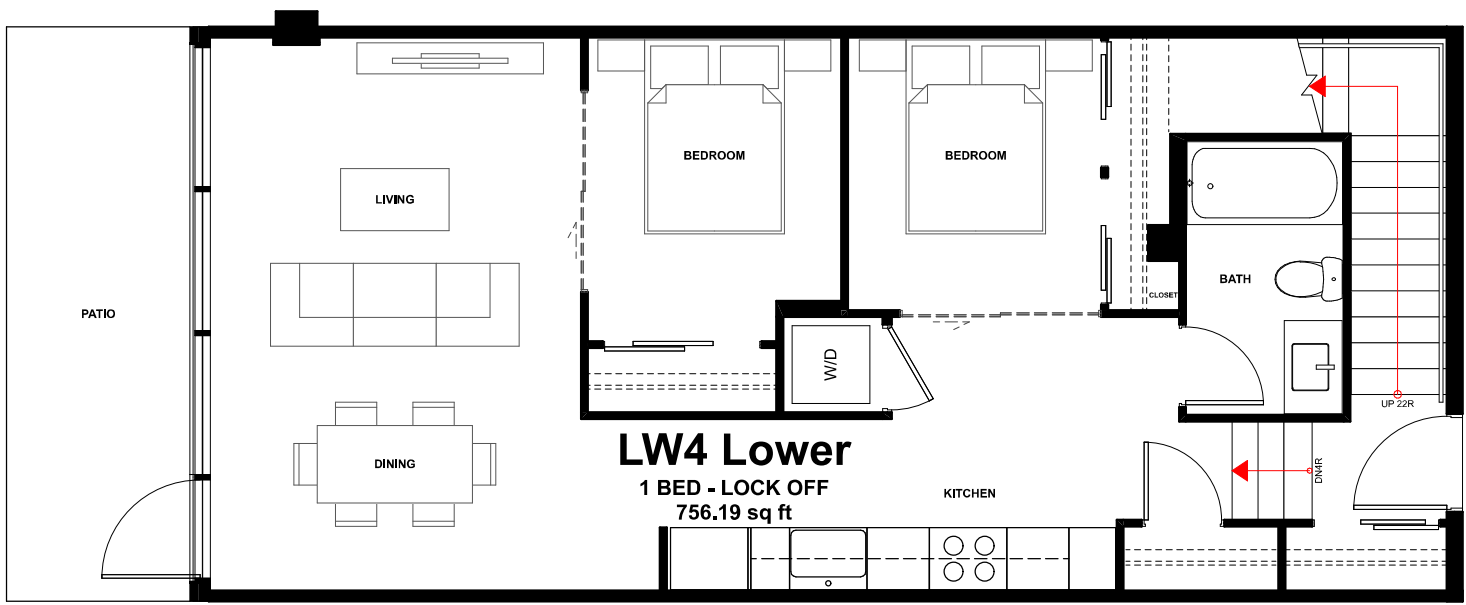 BEDROOM
BEDROOM
LIVING
BATH
CLOSET
PATIO
W/D
UP 22R
LW4 Lower
1 BED - LOCK OFF
756.19 sq ft
DINING
DN4R
KITCHEN